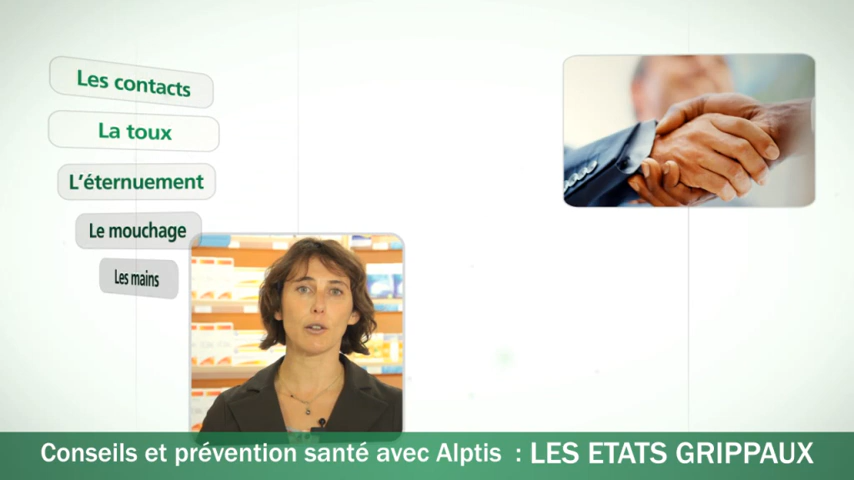 Les contacts
La toux
L'éternuement
Le mouchage
Les mains
Conseils et prévention santé avec Alptis : LES ETATS GRIPPAUX